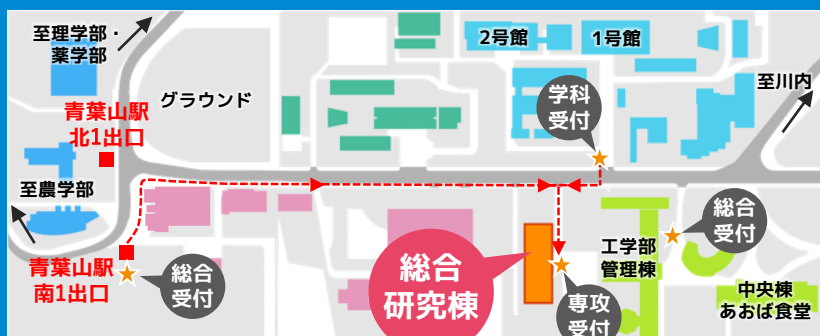 至理学部・
薬学部
青葉山駅
北1出口
グラウンド
2号館
1号館
学科
受付
至川内
至農学部
青葉山駅
南1出口
総合
受付
総合
研究棟
専攻
受付
工学部
管理棟
総合
受付
中央棟
あおば食堂